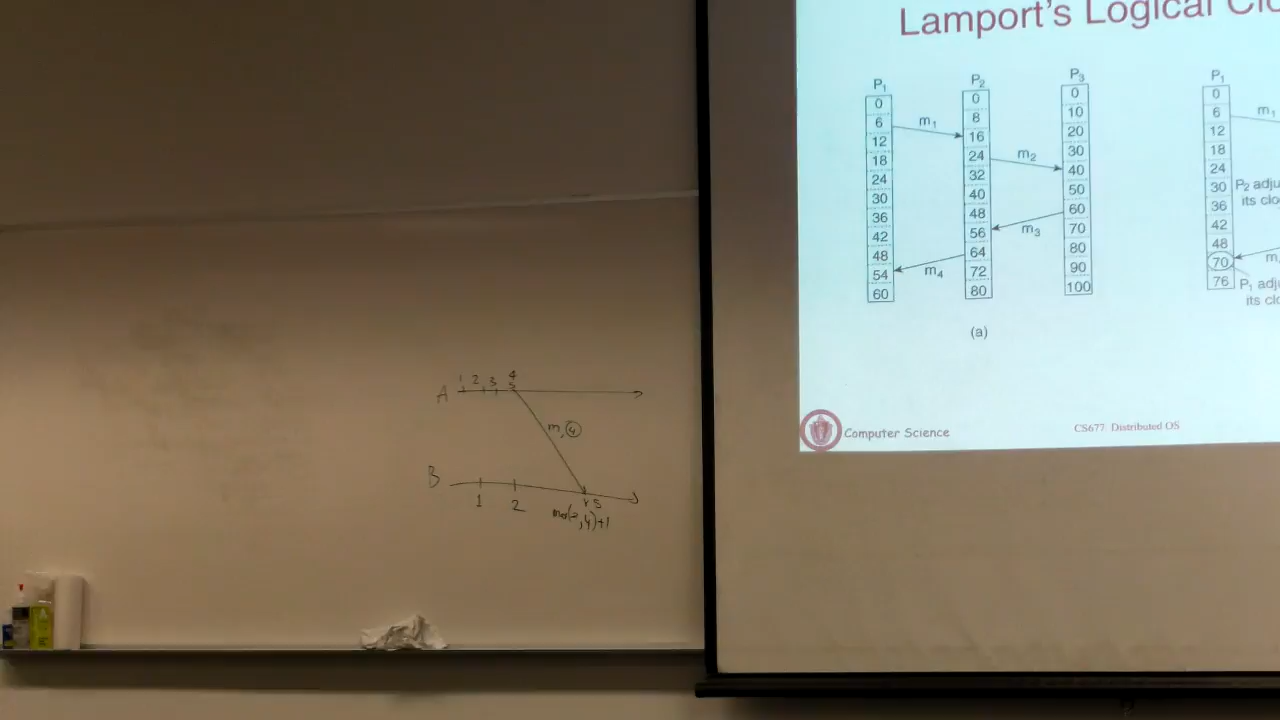 Lamport's Logical Clo
P1 P2 P3 P1
0 0 0 0
6 8 10 6
12 16 20 12
18 24 30 18
24 32 40 24
30 40 50 30
36 48 60 36
42 56 70 42
48 64 80 48
54 72 90 70
60 80 100 76
m1
m2
m3
m4
m1
P2 adju
its clo
m
P1 adju
its clo
(a)
Computer Science
CS677 Distributed OS
A 1 2 3 4
s
m, 4
B
1 2
r 5
max(2,4)+1